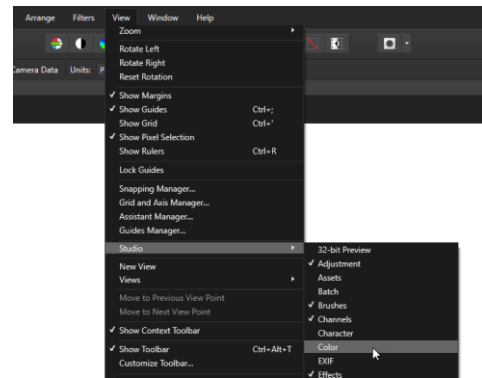 Arrange Filters View Window Help
Camera Data Units: P
Zoom
Rotate Left
Rotate Right
Reset Rotation
Show Margins
Show Guides Ctrl+;
Show Grid Ctrl+'
Show Pixel Selection
Show Rulers Ctrl+R
Lock Guides
Snapping Manager...
Grid and Axis Manager...
Assistant Manager...
Guides Manager...
Studio
New View
Views
Move to Previous View Point
Move to Next View Point
Show Context Toolbar
Show Toolbar Ctrl+Alt+T
Customize Toolbar...
32-bit Preview
Adjustment
Assets
Batch
Brushes
Channels
Character
Color
EXIF
Effects